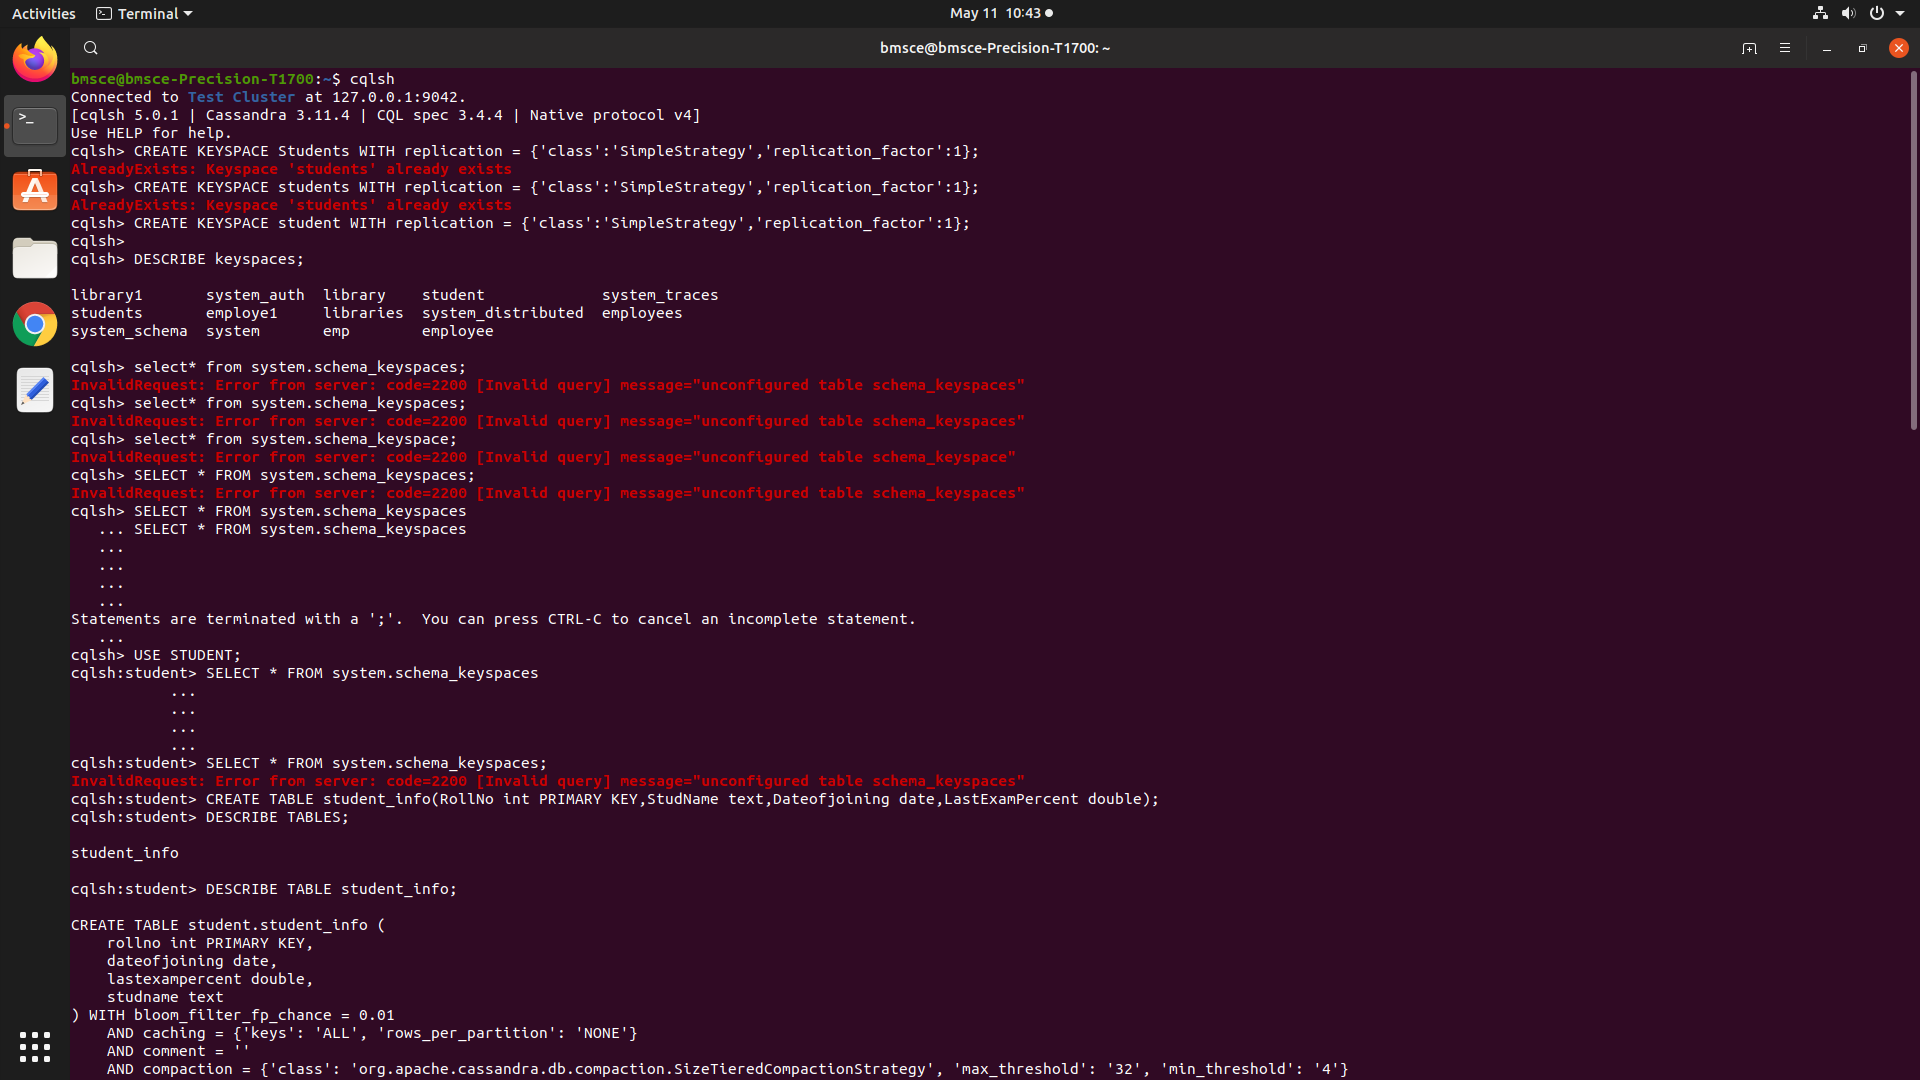 Activities Terminal May 11 10:43
bmsce@bmsce-Precision-T1700: ~
bmsce@bmsce-Precision-T1700:~$ cqlsh
Connected to Test Cluster at 127.0.0.1:9042.
[cqlsh 5.0.1 | Cassandra 3.11.4 | CQL spec 3.4.4 | Native protocol v4]
Use HELP for help.
cqlsh> CREATE KEYSPACE Students WITH replication = {'class':'SimpleStrategy','replication_factor':1};
AlreadyExists: Keyspace 'students' already exists
cqlsh> CREATE KEYSPACE students WITH replication = {'class':'SimpleStrategy','replication_factor':1};
AlreadyExists: Keyspace 'students' already exists
cqlsh> CREATE KEYSPACE student WITH replication = {'class':'SimpleStrategy','replication_factor':1};
cqlsh>
cqlsh> DESCRIBE keyspaces;
library1       system_auth  library    student             system_traces
students       employe1     libraries  system_distributed  employees
system_schema  system       emp        employee
cqlsh> select* from system.schema_keyspaces;
InvalidRequest: Error from server: code=2200 [Invalid query] message="unconfigured table schema_keyspaces"
cqlsh> select* from system.schema_keyspaces;
InvalidRequest: Error from server: code=2200 [Invalid query] message="unconfigured table schema_keyspaces"
cqlsh> select* from system.schema_keyspace;
InvalidRequest: Error from server: code=2200 [Invalid query] message="unconfigured table schema_keyspace"
cqlsh> SELECT * FROM system.schema_keyspaces;
InvalidRequest: Error from server: code=2200 [Invalid query] message="unconfigured table schema_keyspaces"
cqlsh> SELECT * FROM system.schema_keyspaces
   ... SELECT * FROM system.schema_keyspaces
   ...
   ...
   ...
   ...
Statements are terminated with a ';'.  You can press CTRL-C to cancel an incomplete statement.
   ...
cqlsh> USE STUDENT;
cqlsh:student> SELECT * FROM system.schema_keyspaces
           ...
           ...
           ...
           ...
cqlsh:student> SELECT * FROM system.schema_keyspaces;
InvalidRequest: Error from server: code=2200 [Invalid query] message="unconfigured table schema_keyspaces"
cqlsh:student> CREATE TABLE student_info(RollNo int PRIMARY KEY,StudName text,Dateofjoining date,LastExamPercent double);
cqlsh:student> DESCRIBE TABLES;
student_info
cqlsh:student> DESCRIBE TABLE student_info;
CREATE TABLE student.student_info (
    rollno int PRIMARY KEY,
    dateofjoining date,
    lastexampercent double,
    studname text
) WITH bloom_filter_fp_chance = 0.01
    AND caching = {'keys': 'ALL', 'rows_per_partition': 'NONE'}
    AND comment = ''
    AND compaction = {'class': 'org.apache.cassandra.db.compaction.SizeTieredCompactionStrategy', 'max_threshold': '32', 'min_threshold': '4'}